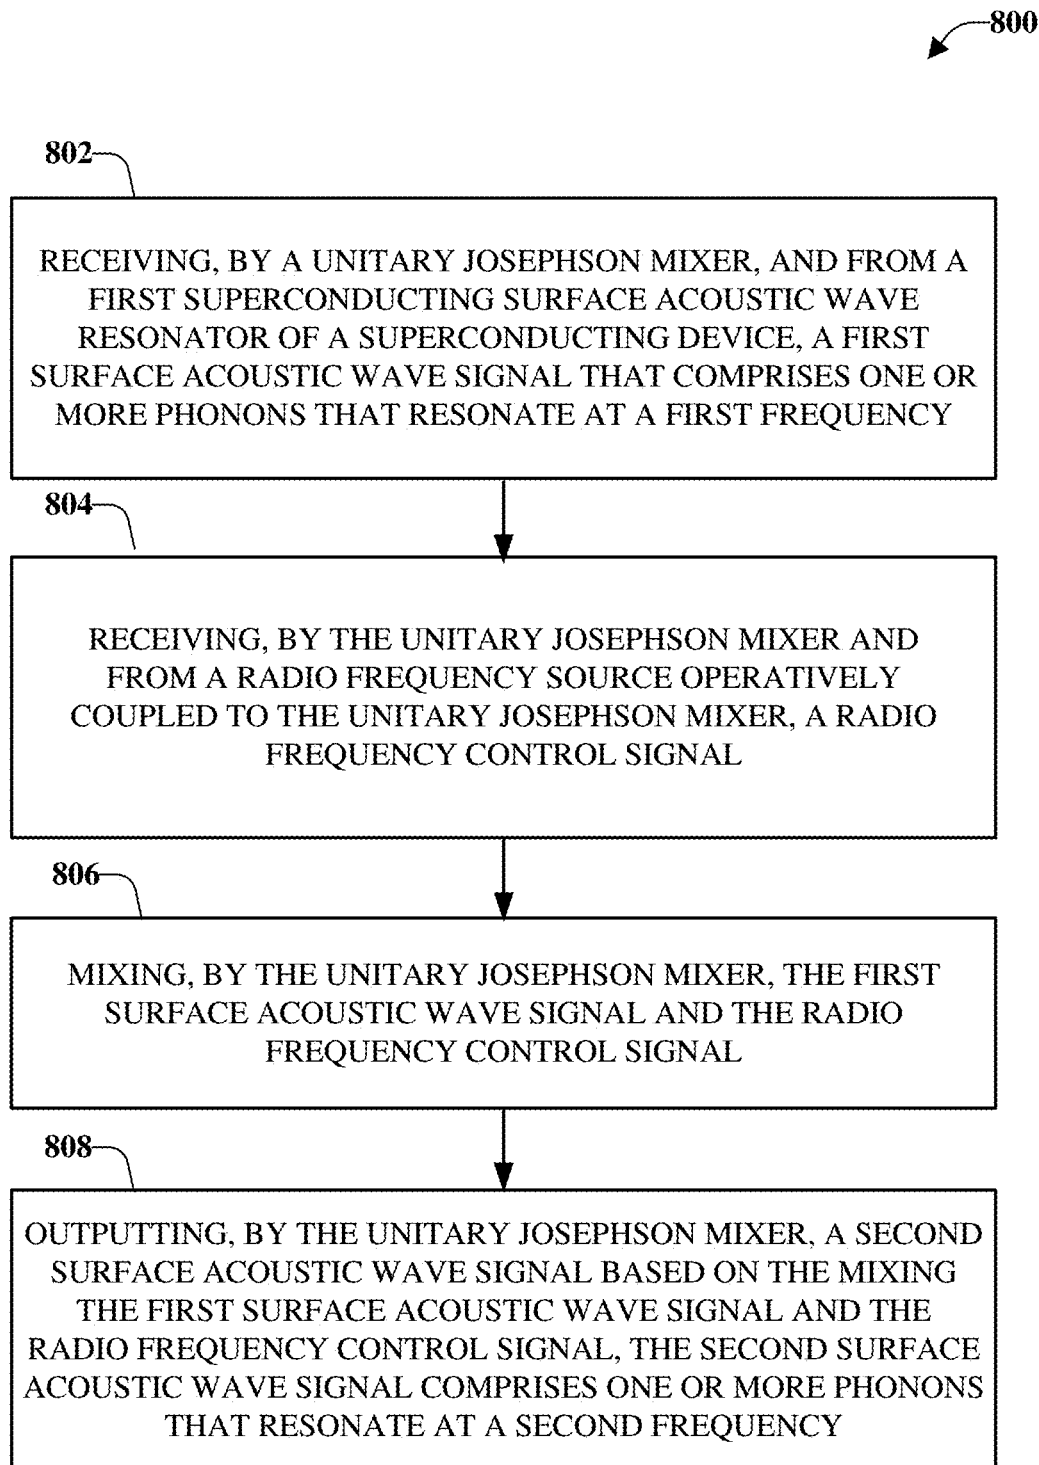 800
802
RECEIVING, BY A UNITARY JOSEPHSON MIXER, AND FROM A
FIRST SUPERCONDUCTING SURFACE ACOUSTIC WAVE
RESONATOR OF A SUPERCONDUCTING DEVICE, A FIRST
SURFACE ACOUSTIC WAVE SIGNAL THAT COMPRISES ONE OR
MORE PHONONS THAT RESONATE AT A FIRST FREQUENCY
804
RECEIVING, BY THE UNITARY JOSEPHSON MIXER AND
FROM A RADIO FREQUENCY SOURCE OPERATIVELY
COUPLED TO THE UNITARY JOSEPHSON MIXER, A RADIO
FREQUENCY CONTROL SIGNAL
806
MIXING, BY THE UNITARY JOSEPHSON MIXER, THE FIRST
SURFACE ACOUSTIC WAVE SIGNAL AND THE RADIO
FREQUENCY CONTROL SIGNAL
808
OUTPUTTING, BY THE UNITARY JOSEPHSON MIXER, A SECOND
SURFACE ACOUSTIC WAVE SIGNAL BASED ON THE MIXING
THE FIRST SURFACE ACOUSTIC WAVE SIGNAL AND THE
RADIO FREQUENCY CONTROL SIGNAL, THE SECOND SURFACE
ACOUSTIC WAVE SIGNAL COMPRISES ONE OR MORE PHONONS
THAT RESONATE AT A SECOND FREQUENCY